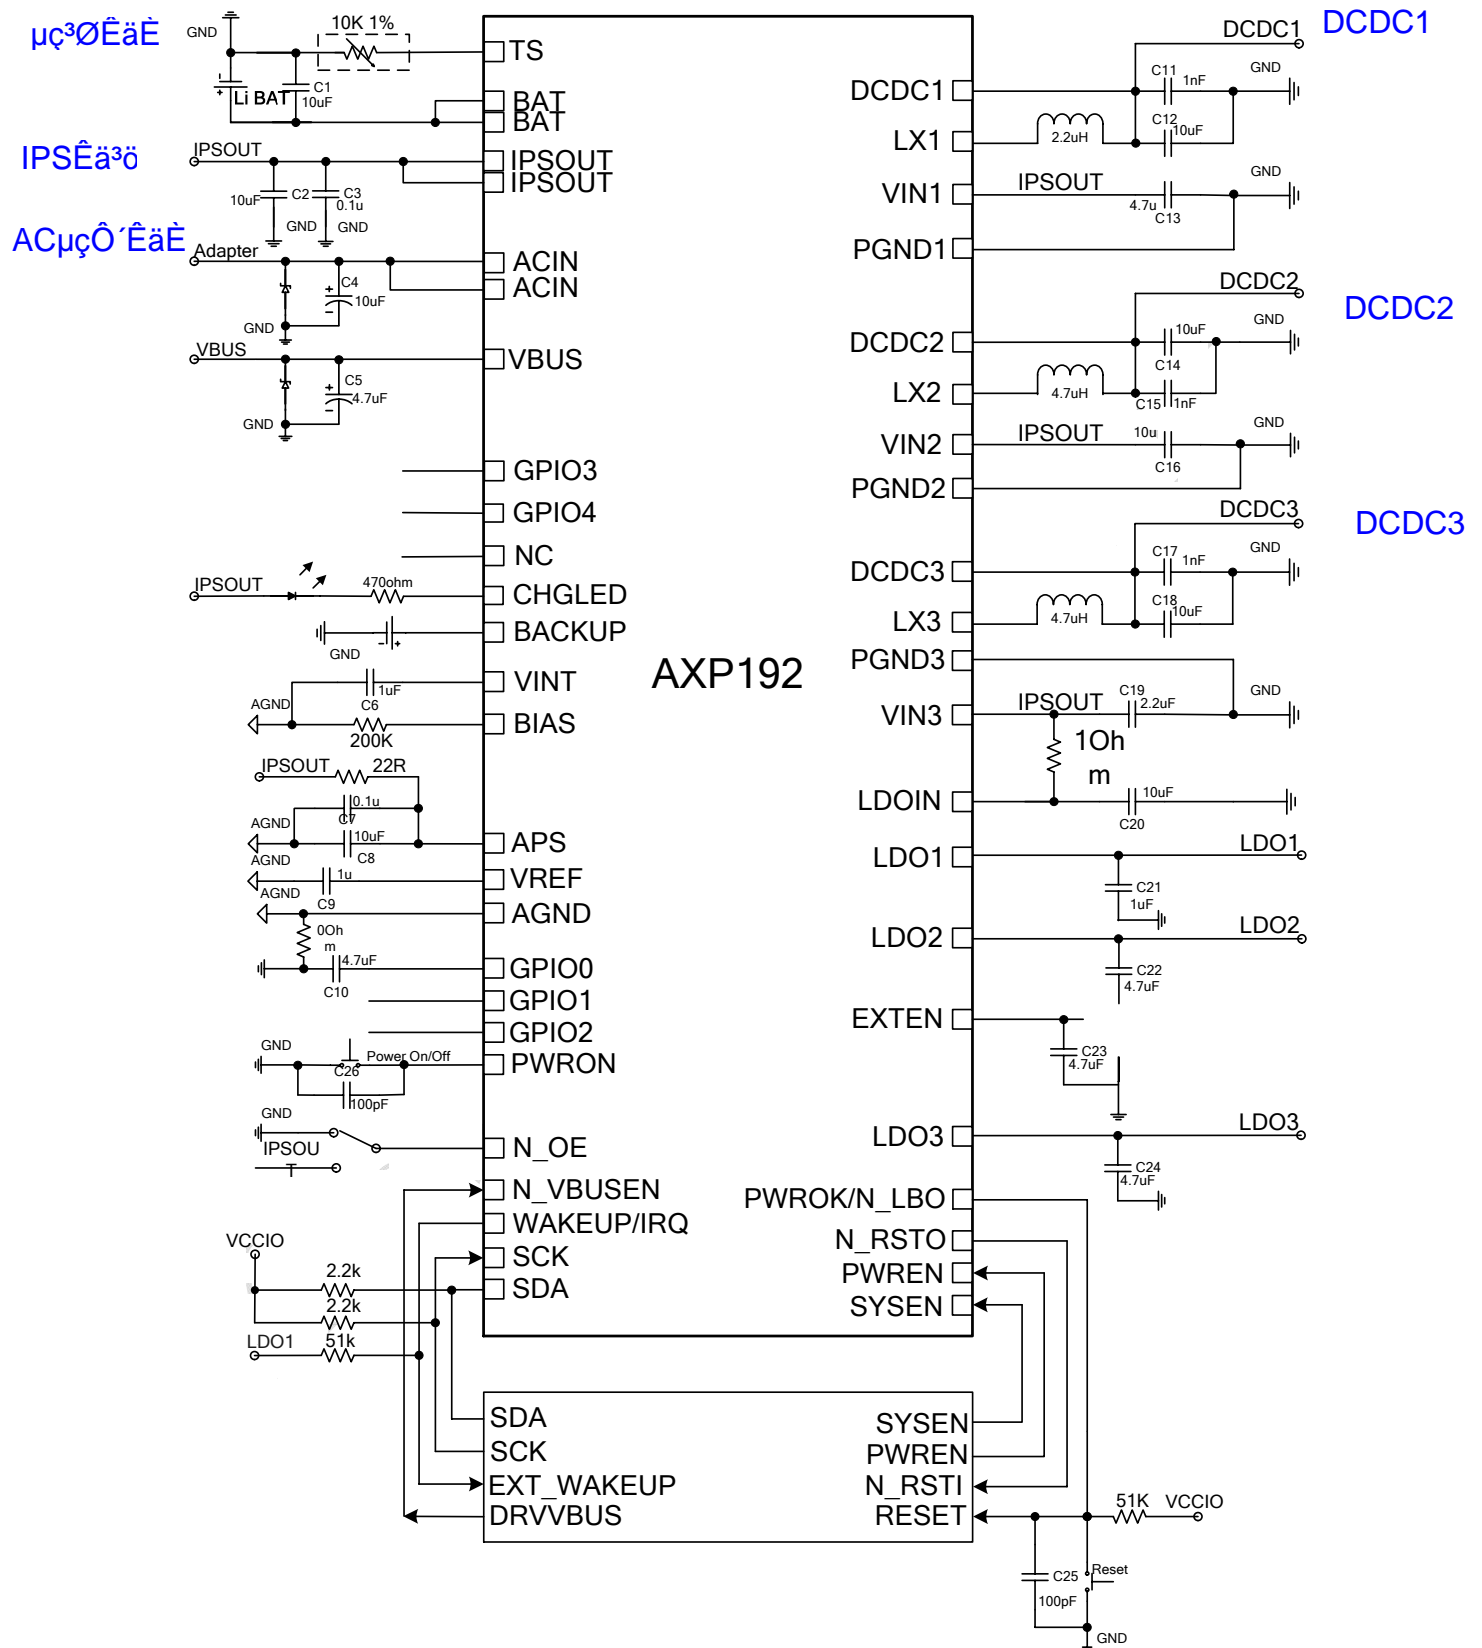 µç³ØÊäÈ
GND
10K 1%
TS
Li BAT
C1
10uF
BAT
BAT
IPSÊä³ö
IPSOUT
IPSOUT
IPSOUT
10uF
C2
C3
0.1u
GND
GND
ACµçÔ´ÊäÈ
Adapter
ACIN
ACIN
C4
10uF
GND
VBUS
VBUS
C5
4.7uF
GND
GPIO3
GPIO4
NC
IPSOUT
470ohm
CHGLED
BACKUP
GND
VINT
1uF
C6
AGND
BIAS
200K
IPSOUT
22R
0.1u
C7
AGND
10uF
C8
APS
AGND
1u
C9
VREF
AGND
AGND
0Oh
m
4.7uF
C10
GPIO0
GPIO1
GPIO2
GND
Power On/Off
C26
100pF
PWRON
GND
IPSOU
T
N_OE
N_VBUSEN
WAKEUP/IRQ
VCCIO
SCK
2.2k
SDA
2.2k
LDO1
51k
AXP192
DCDC1
DCDC1
DCDC1
C11
1nF
GND
C12
10uF
LX1
2.2uH
VIN1
IPSOUT
4.7u
C13
GND
PGND1
DCDC2
DCDC2
DCDC2
10uF
C14
GND
LX2
4.7uH
C15
1nF
VIN2
IPSOUT
10u
C16
GND
PGND2
DCDC3
DCDC3
DCDC3
C17
1nF
GND
C18
10uF
LX3
4.7uH
PGND3
VIN3
IPSOUT
C19
2.2uF
GND
1Oh
m
LDOIN
10uF
C20
LDO1
LDO1
C21
1uF
LDO2
LDO2
C22
4.7uF
EXTEN
C23
4.7uF
LDO3
LDO3
C24
4.7uF
PWROK/N_LBO
N_RSTO
PWREN
SYSEN
SDA
SCK
EXT_WAKEUP
DRVVBUS
SYSEN
PWREN
N_RSTI
RESET
51K
VCCIO
C25
100pF
Reset
GND